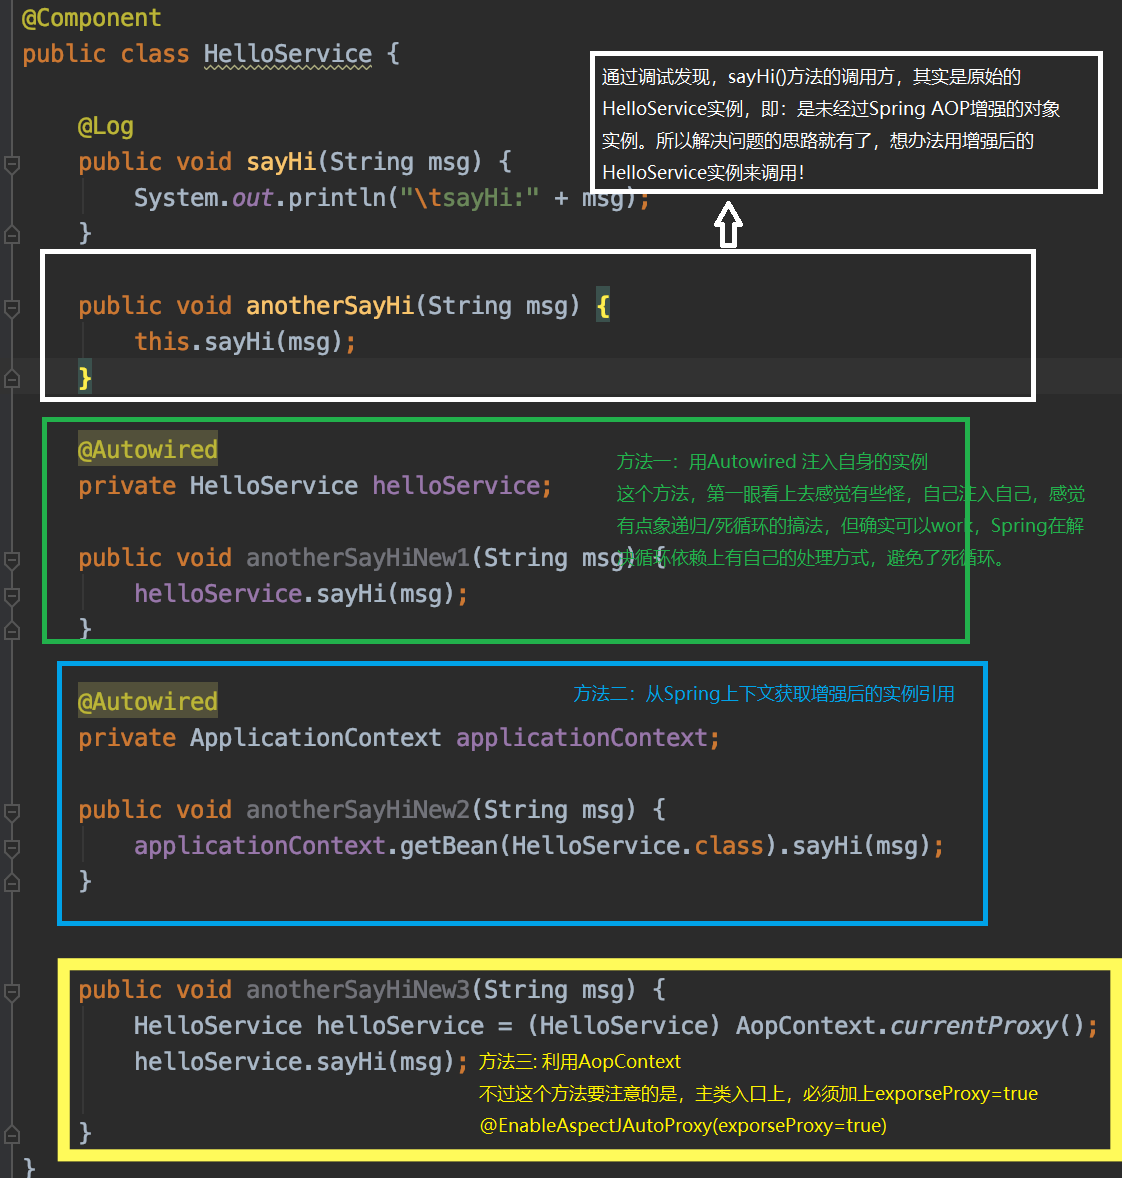 @Component
public class HelloService {
通过调试发现，sayHi()方法的调用方，其实是原始的
HelloService实例，即：是未经过Spring AOP增强的对象
实例。所以解决问题的思路就有了，想办法用增强后的
HelloService实例来调用！
@Log
public void sayHi(String msg) {
System.out.println("\tsayHi:" + msg);
}
public void anotherSayHi(String msg) {
this.sayHi(msg);
}
@Autowired
private HelloService helloService;
方法一：用Autowired 注入自身的实例
这个方法，第一眼看上去感觉有些怪，自己注入自己，感觉
有点象递归/死循环的搞法，但确实可以work，Spring在解
决循环依赖上有自己的处理方式，避免了死循环。
public void anotherSayHiNew1(String msg) {
helloService.sayHi(msg);
}
@Autowired
方法二：从Spring上下文获取增强后的实例引用
private ApplicationContext applicationContext;
public void anotherSayHiNew2(String msg) {
applicationContext.getBean(HelloService.class).sayHi(msg);
}
public void anotherSayHiNew3(String msg) {
HelloService helloService = (HelloService) AopContext.currentProxy();
helloService.sayHi(msg);
方法三: 利用AopContext
不过这个方法要注意的是，主类入口上，必须加上exporseProxy=true
@EnableAspectJAutoProxy(exporseProxy=true)
}
}